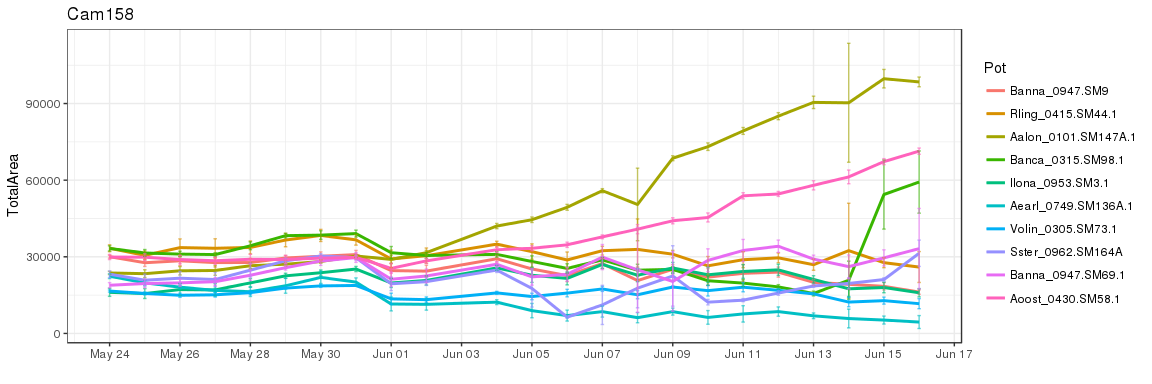 Cam158
TotalArea
90000
60000
30000
0
May 24 May 26 May 28 May 30 Jun 01 Jun 03 Jun 05 Jun 07 Jun 09 Jun 11 Jun 13 Jun 15 Jun 17
Pot
Banna_0947.SM9
Rling_0415.SM44.1
Aalon_0101.SM147A.1
Banca_0315.SM98.1
Ilona_0953.SM3.1
Aearl_0749.SM136A.1
Volin_0305.SM73.1
Sster_0962.SM164A
Banna_0947.SM69.1
Aoost_0430.SM58.1